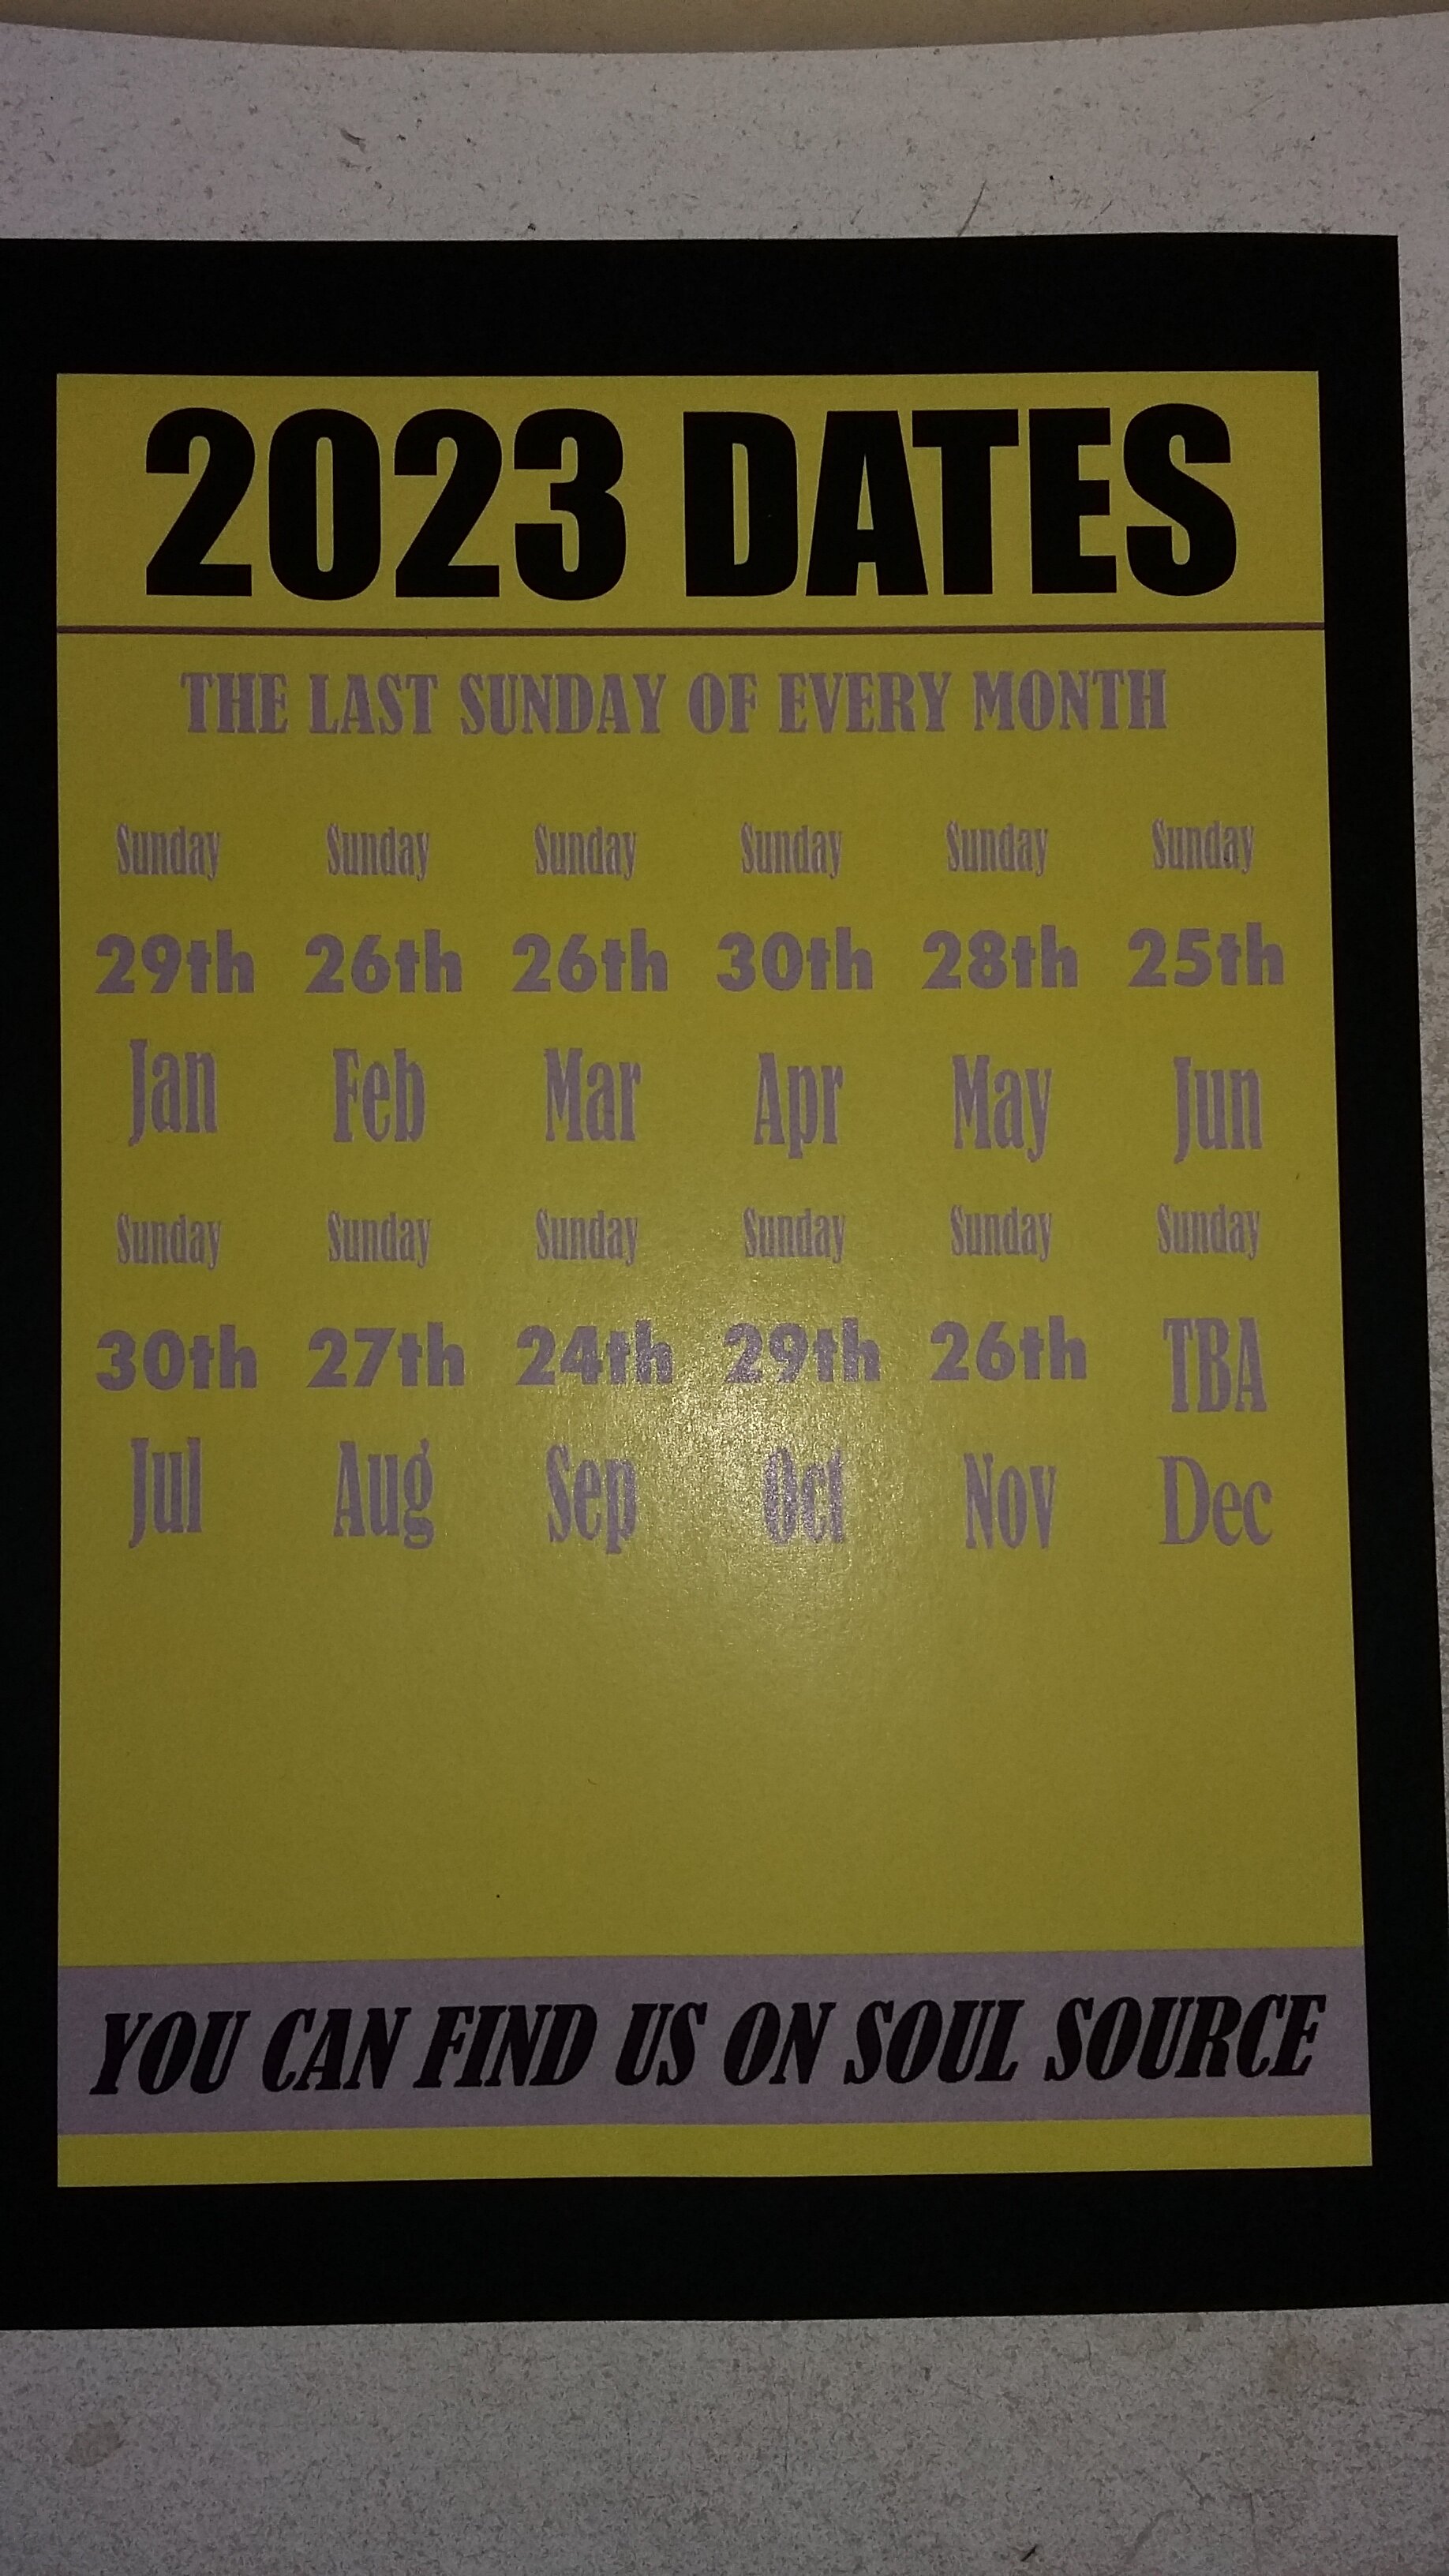 2023 DATES
THE LAST SUNDAY OF EVERY MONTH
Sunday Sunday Sunday Sunday Sunday Sunday
29th 26th 26th 30th 28th 25th
Jan Feb Mar Apr May Jun
Sunday Sunday Sunday Sunday Sunday Sunday
30th 27th 24th 29th 26th TBA
Jul Aug Sep Oct Nov Dec
YOU CAN FIND US ON SOUL SOURCE